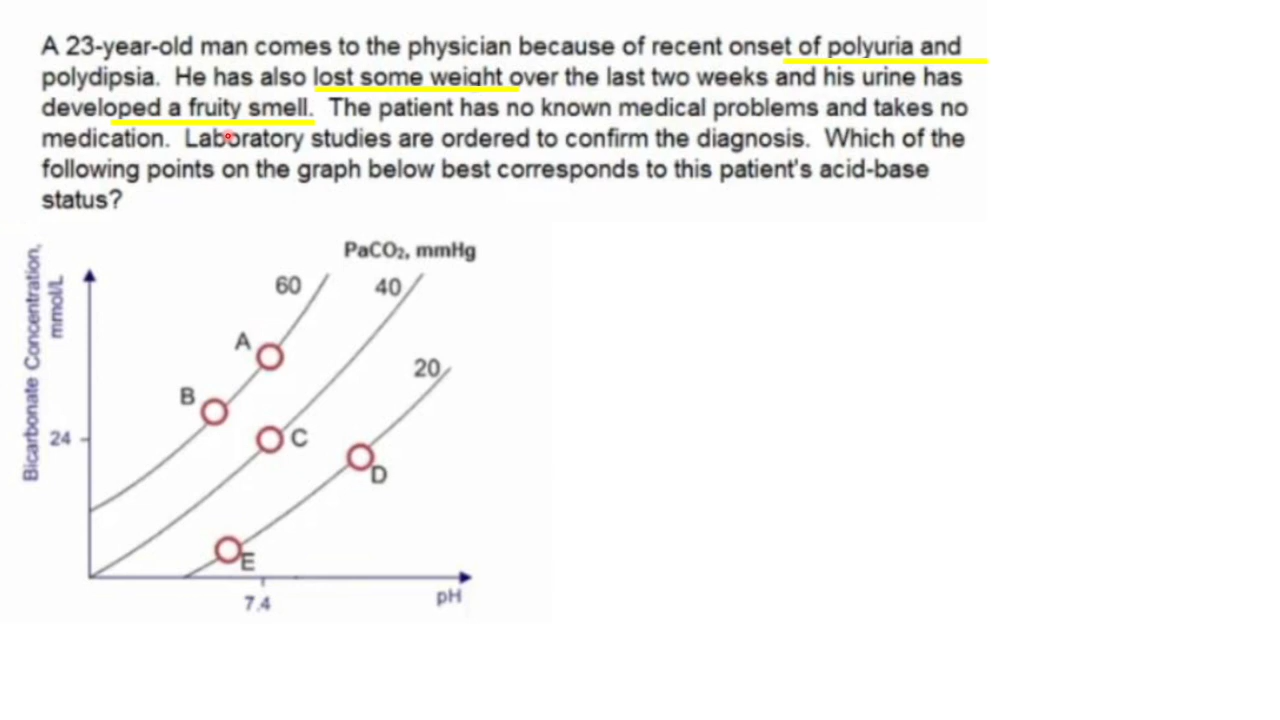 A 23-year-old man comes to the physician because of recent onset of polyuria and
polydipsia. He has also lost some weight over the last two weeks and his urine has
developed a fruity smell. The patient has no known medical problems and takes no
medication. Laboratory studies are ordered to confirm the diagnosis. Which of the
following points on the graph below best corresponds to this patient's acid-base
status?
Bicarbonate Concentration,
mmol/L
PaCO₂, mmHg
60
40
A
20
B
24
C
D
E
7.4
pH